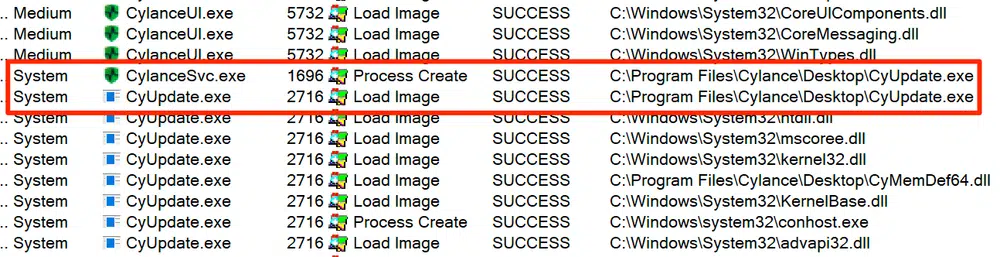 .. Medium CylanceUI.exe 5732 Load Image SUCCESS C:\Windows\System32\CoreUIComponents.dll
.. Medium CylanceUI.exe 5732 Load Image SUCCESS C:\Windows\System32\CoreMessaging.dll
.. Medium CylanceUI.exe 5732 Load Image SUCCESS C:\Windows\System32\WinTypes.dll
.. System CylanceSvc.exe 1696 Process Create SUCCESS C:\Program Files\Cylance\Desktop\CyUpdate.exe
.. System CyUpdate.exe 2716 Load Image SUCCESS C:\Program Files\Cylance\Desktop\CyUpdate.exe
.. System CyUpdate.exe 2716 Load Image SUCCESS C:\Windows\System32\ntdll.dll
.. System CyUpdate.exe 2716 Load Image SUCCESS C:\Windows\System32\mscoree.dll
.. System CyUpdate.exe 2716 Load Image SUCCESS C:\Windows\System32\kernel32.dll
.. System CyUpdate.exe 2716 Load Image SUCCESS C:\Program Files\Cylance\Desktop\CyMemDef64.dll
.. System CyUpdate.exe 2716 Load Image SUCCESS C:\Windows\System32\KernelBase.dll
.. System CyUpdate.exe 2716 Process Create SUCCESS C:\Windows\system32\conhost.exe
.. System CyUpdate.exe 2716 Load Image SUCCESS C:\Windows\System32\advapi32.dll